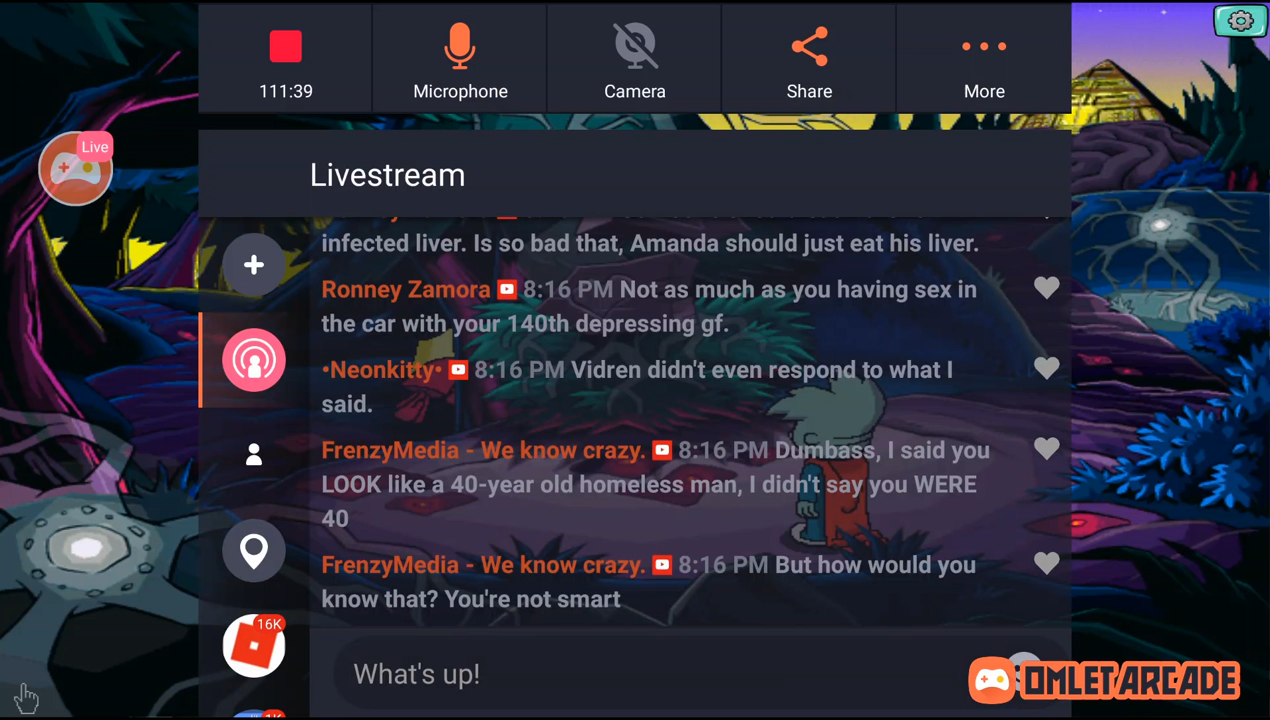 111:39
Microphone
Camera
Share
More
Live
Livestream
infected liver. Is so bad that, Amanda should just eat his liver.
Ronney Zamora 8:16 PM Not as much as you having sex in
the car with your 140th depressing gf.
•Neonkitty• 8:16 PM Vidren didn't even respond to what I
said.
FrenzyMedia - We know crazy. 8:16 PM Dumbass, I said you
LOOK like a 40-year old homeless man, I didn't say you WERE
40
FrenzyMedia - We know crazy. 8:16 PM But how would you
know that? You're not smart
16K
What's up!
OMLET ARCADE
1K